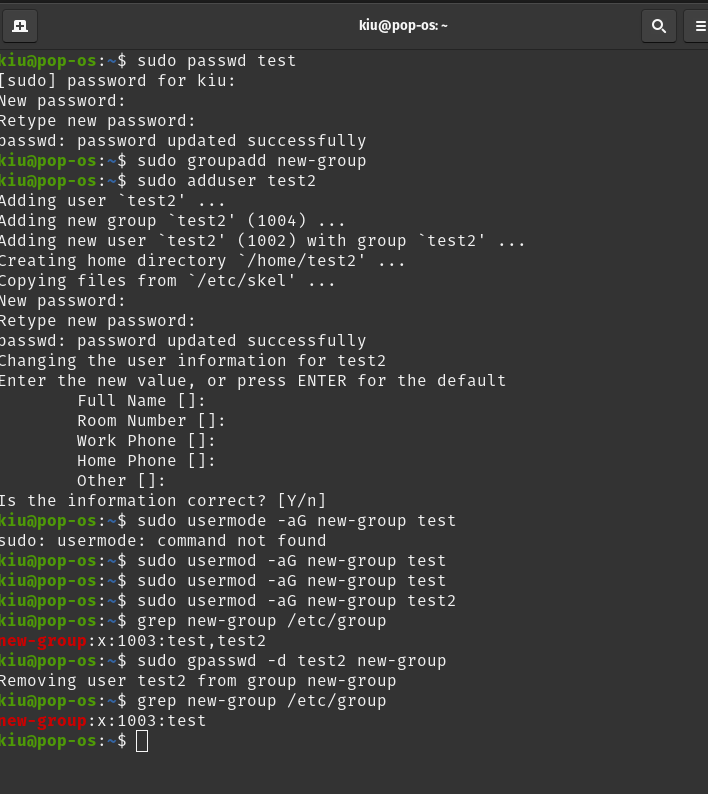 kiu@pop-os: ~
kiu@pop-os:~$ sudo passwd test
[sudo] password for kiu:
New password:
Retype new password:
passwd: password updated successfully
kiu@pop-os:~$ sudo groupadd new-group
kiu@pop-os:~$ sudo adduser test2
Adding user `test2' ...
Adding new group `test2' (1004) ...
Adding new user `test2' (1002) with group `test2' ...
Creating home directory `/home/test2' ...
Copying files from `/etc/skel' ...
New password:
Retype new password:
passwd: password updated successfully
Changing the user information for test2
Enter the new value, or press ENTER for the default
        Full Name []:
        Room Number []:
        Work Phone []:
        Home Phone []:
        Other []:
Is the information correct? [Y/n]
kiu@pop-os:~$ sudo usermode -aG new-group test
sudo: usermode: command not found
kiu@pop-os:~$ sudo usermod -aG new-group test
kiu@pop-os:~$ sudo usermod -aG new-group test
kiu@pop-os:~$ sudo usermod -aG new-group test2
kiu@pop-os:~$ grep new-group /etc/group
new-group:x:1003:test,test2
kiu@pop-os:~$ sudo gpasswd -d test2 new-group
Removing user test2 from group new-group
kiu@pop-os:~$ grep new-group /etc/group
new-group:x:1003:test
kiu@pop-os:~$